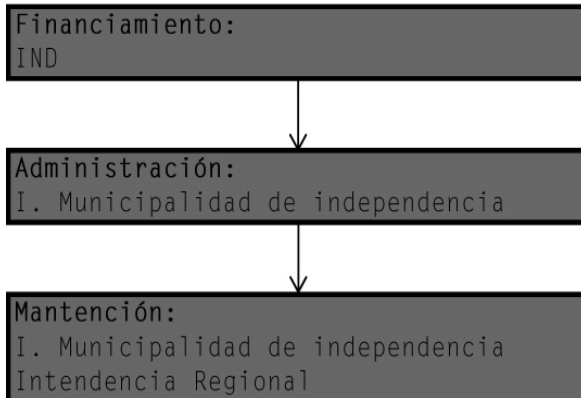 Financiamiento:
IND
Administración:
I. Municipalidad de independencia
Mantención:
I. Municipalidad de independencia
Intendencia Regional